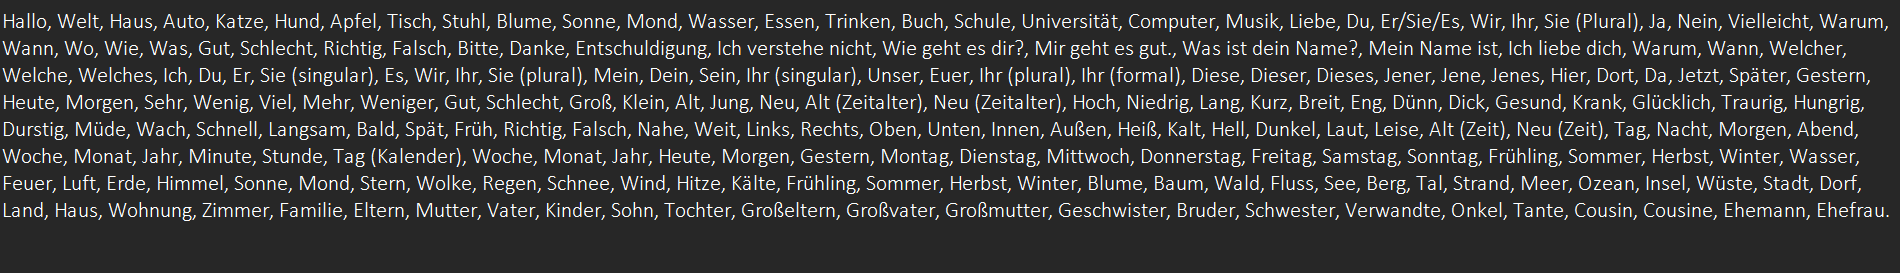 Hallo, Welt, Haus, Auto, Katze, Hund, Apfel, Tisch, Stuhl, Blume, Sonne, Mond, Wasser, Essen, Trinken, Buch, Schule, Universität, Computer, Musik, Liebe, Du, Er/Sie/Es, Wir, Ihr, Sie (Plural), Ja, Nein, Vielleicht, Warum,
Wann, Wo, Wie, Was, Gut, Schlecht, Richtig, Falsch, Bitte, Danke, Entschuldigung, Ich verstehe nicht, Wie geht es dir?, Mir geht es gut., Was ist dein Name?, Mein Name ist, Ich liebe dich, Warum, Wann, Welcher,
Welche, Welches, Ich, Du, Er, Sie (singular), Es, Wir, Ihr, Sie (plural), Mein, Dein, Sein, Ihr (singular), Unser, Euer, Ihr (plural), Ihr (formal), Diese, Dieser, Dieses, Jener, Jene, Jenes, Hier, Dort, Da, Jetzt, Später, Gestern,
Heute, Morgen, Sehr, Wenig, Viel, Mehr, Weniger, Gut, Schlecht, Groß, Klein, Alt, Jung, Neu, Alt (Zeitalter), Neu (Zeitalter), Hoch, Niedrig, Lang, Kurz, Breit, Eng, Dünn, Dick, Gesund, Krank, Glücklich, Traurig, Hungrig,
Durstig, Müde, Wach, Schnell, Langsam, Bald, Spät, Früh, Richtig, Falsch, Nahe, Weit, Links, Rechts, Oben, Unten, Innen, Außen, Heiß, Kalt, Hell, Dunkel, Laut, Leise, Alt (Zeit), Neu (Zeit), Tag, Nacht, Morgen, Abend,
Woche, Monat, Jahr, Minute, Stunde, Tag (Kalender), Woche, Monat, Jahr, Heute, Morgen, Gestern, Montag, Dienstag, Mittwoch, Donnerstag, Freitag, Samstag, Sonntag, Frühling, Sommer, Herbst, Winter, Wasser,
Feuer, Luft, Erde, Himmel, Sonne, Mond, Stern, Wolke, Regen, Schnee, Wind, Hitze, Kälte, Frühling, Sommer, Herbst, Winter, Blume, Baum, Wald, Fluss, See, Berg, Tal, Strand, Meer, Ozean, Insel, Wüste, Stadt, Dorf,
Land, Haus, Wohnung, Zimmer, Familie, Eltern, Mutter, Vater, Kinder, Sohn, Tochter, Großeltern, Großvater, Großmutter, Geschwister, Bruder, Schwester, Verwandte, Onkel, Tante, Cousin, Cousine, Ehemann, Ehefrau.